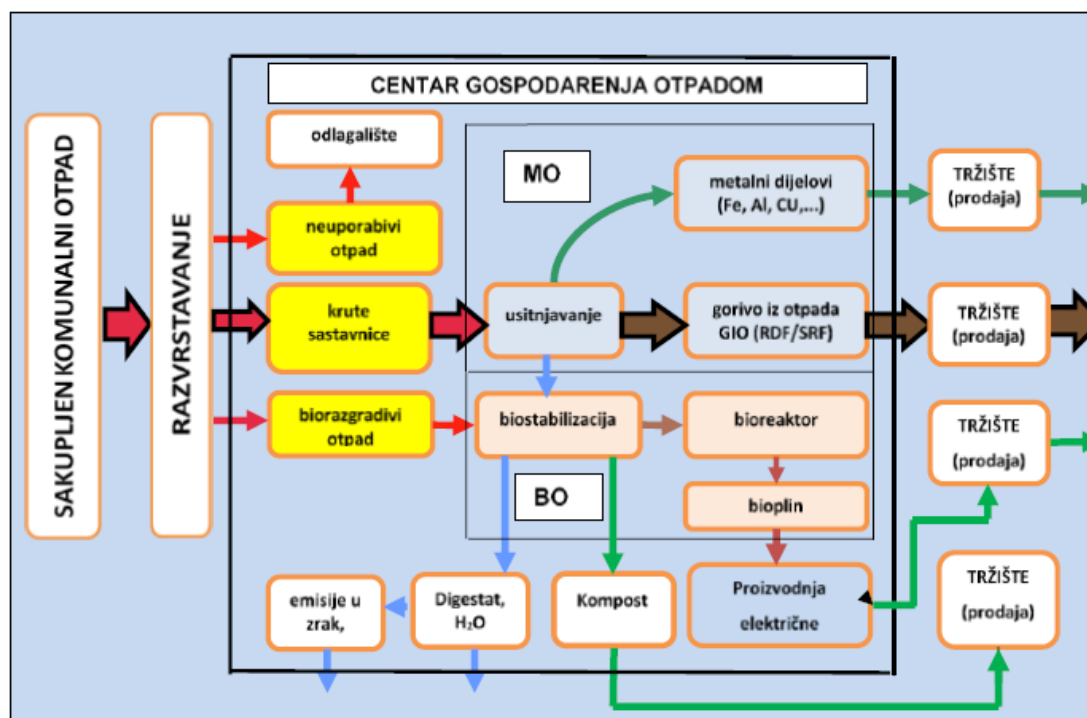 CENTAR GOSPODARENJA OTPADOM
SAKUPLJEN KOMUNALNI OTPAD
RAZVRSTAVANJE
odlagalište
neuporabivi
otpad
krute
sastavnice
biorazgradivi
otpad
MO
metalni dijelovi
(Fe, Al, CU,...)
usitnjavanje
gorivo iz otpada
GIO (RDF/SRF)
biostabilizacija
bioreaktor
BO
bioplin
emisije u
zrak,
Digestat,
H₂O
Kompost
Proizvodnja
električne
TRŽIŠTE
(prodaja)
TRŽIŠTE
(prodaja)
TRŽIŠTE
(prodaja)
TRŽIŠTE
(prodaja)